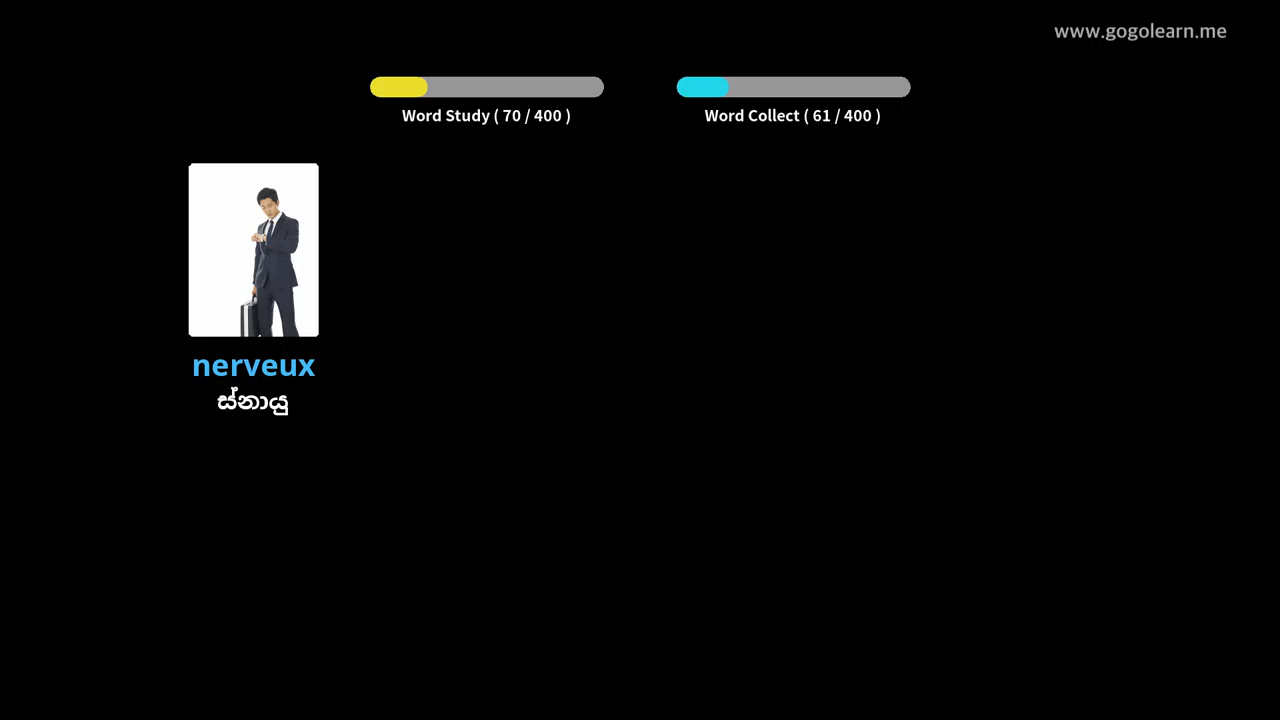 www.gogolearn.me
Word Study ( 70 / 400 )
Word Collect ( 61 / 400 )
nerveux
ස්නායු